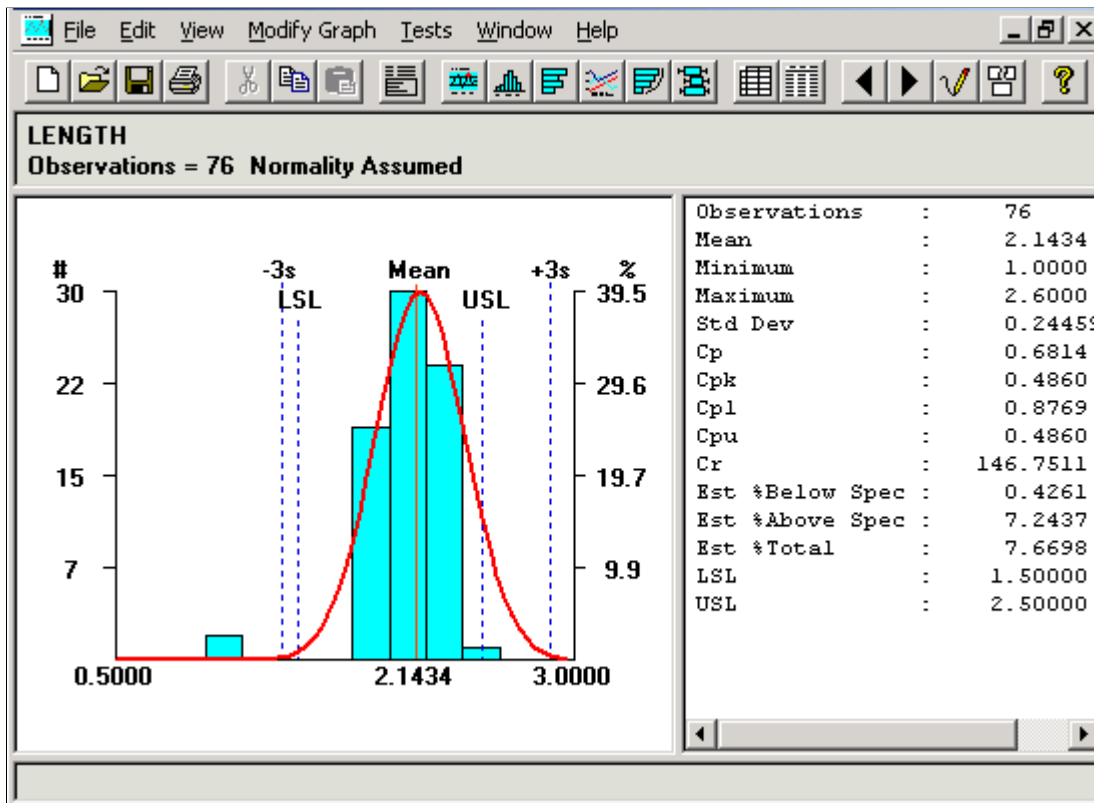 File Edit View Modify Graph Tests Window Help
LENGTH
Observations = 76 Normality Assumed
# -3s Mean +3s %
30 LSL USL 39.5
22 29.6
15 19.7
7 9.9
0.5000 2.1434 3.0000
Observations : 76
Mean : 2.1434
Minimum : 1.0000
Maximum : 2.6000
Std Dev : 0.24459
Cp : 0.6814
Cpk : 0.4860
Cpl : 0.8769
Cpu : 0.4860
Cr : 146.7511
Est %Below Spec : 0.4261
Est %Above Spec : 7.2437
Est %Total : 7.6698
LSL : 1.50000
USL : 2.50000